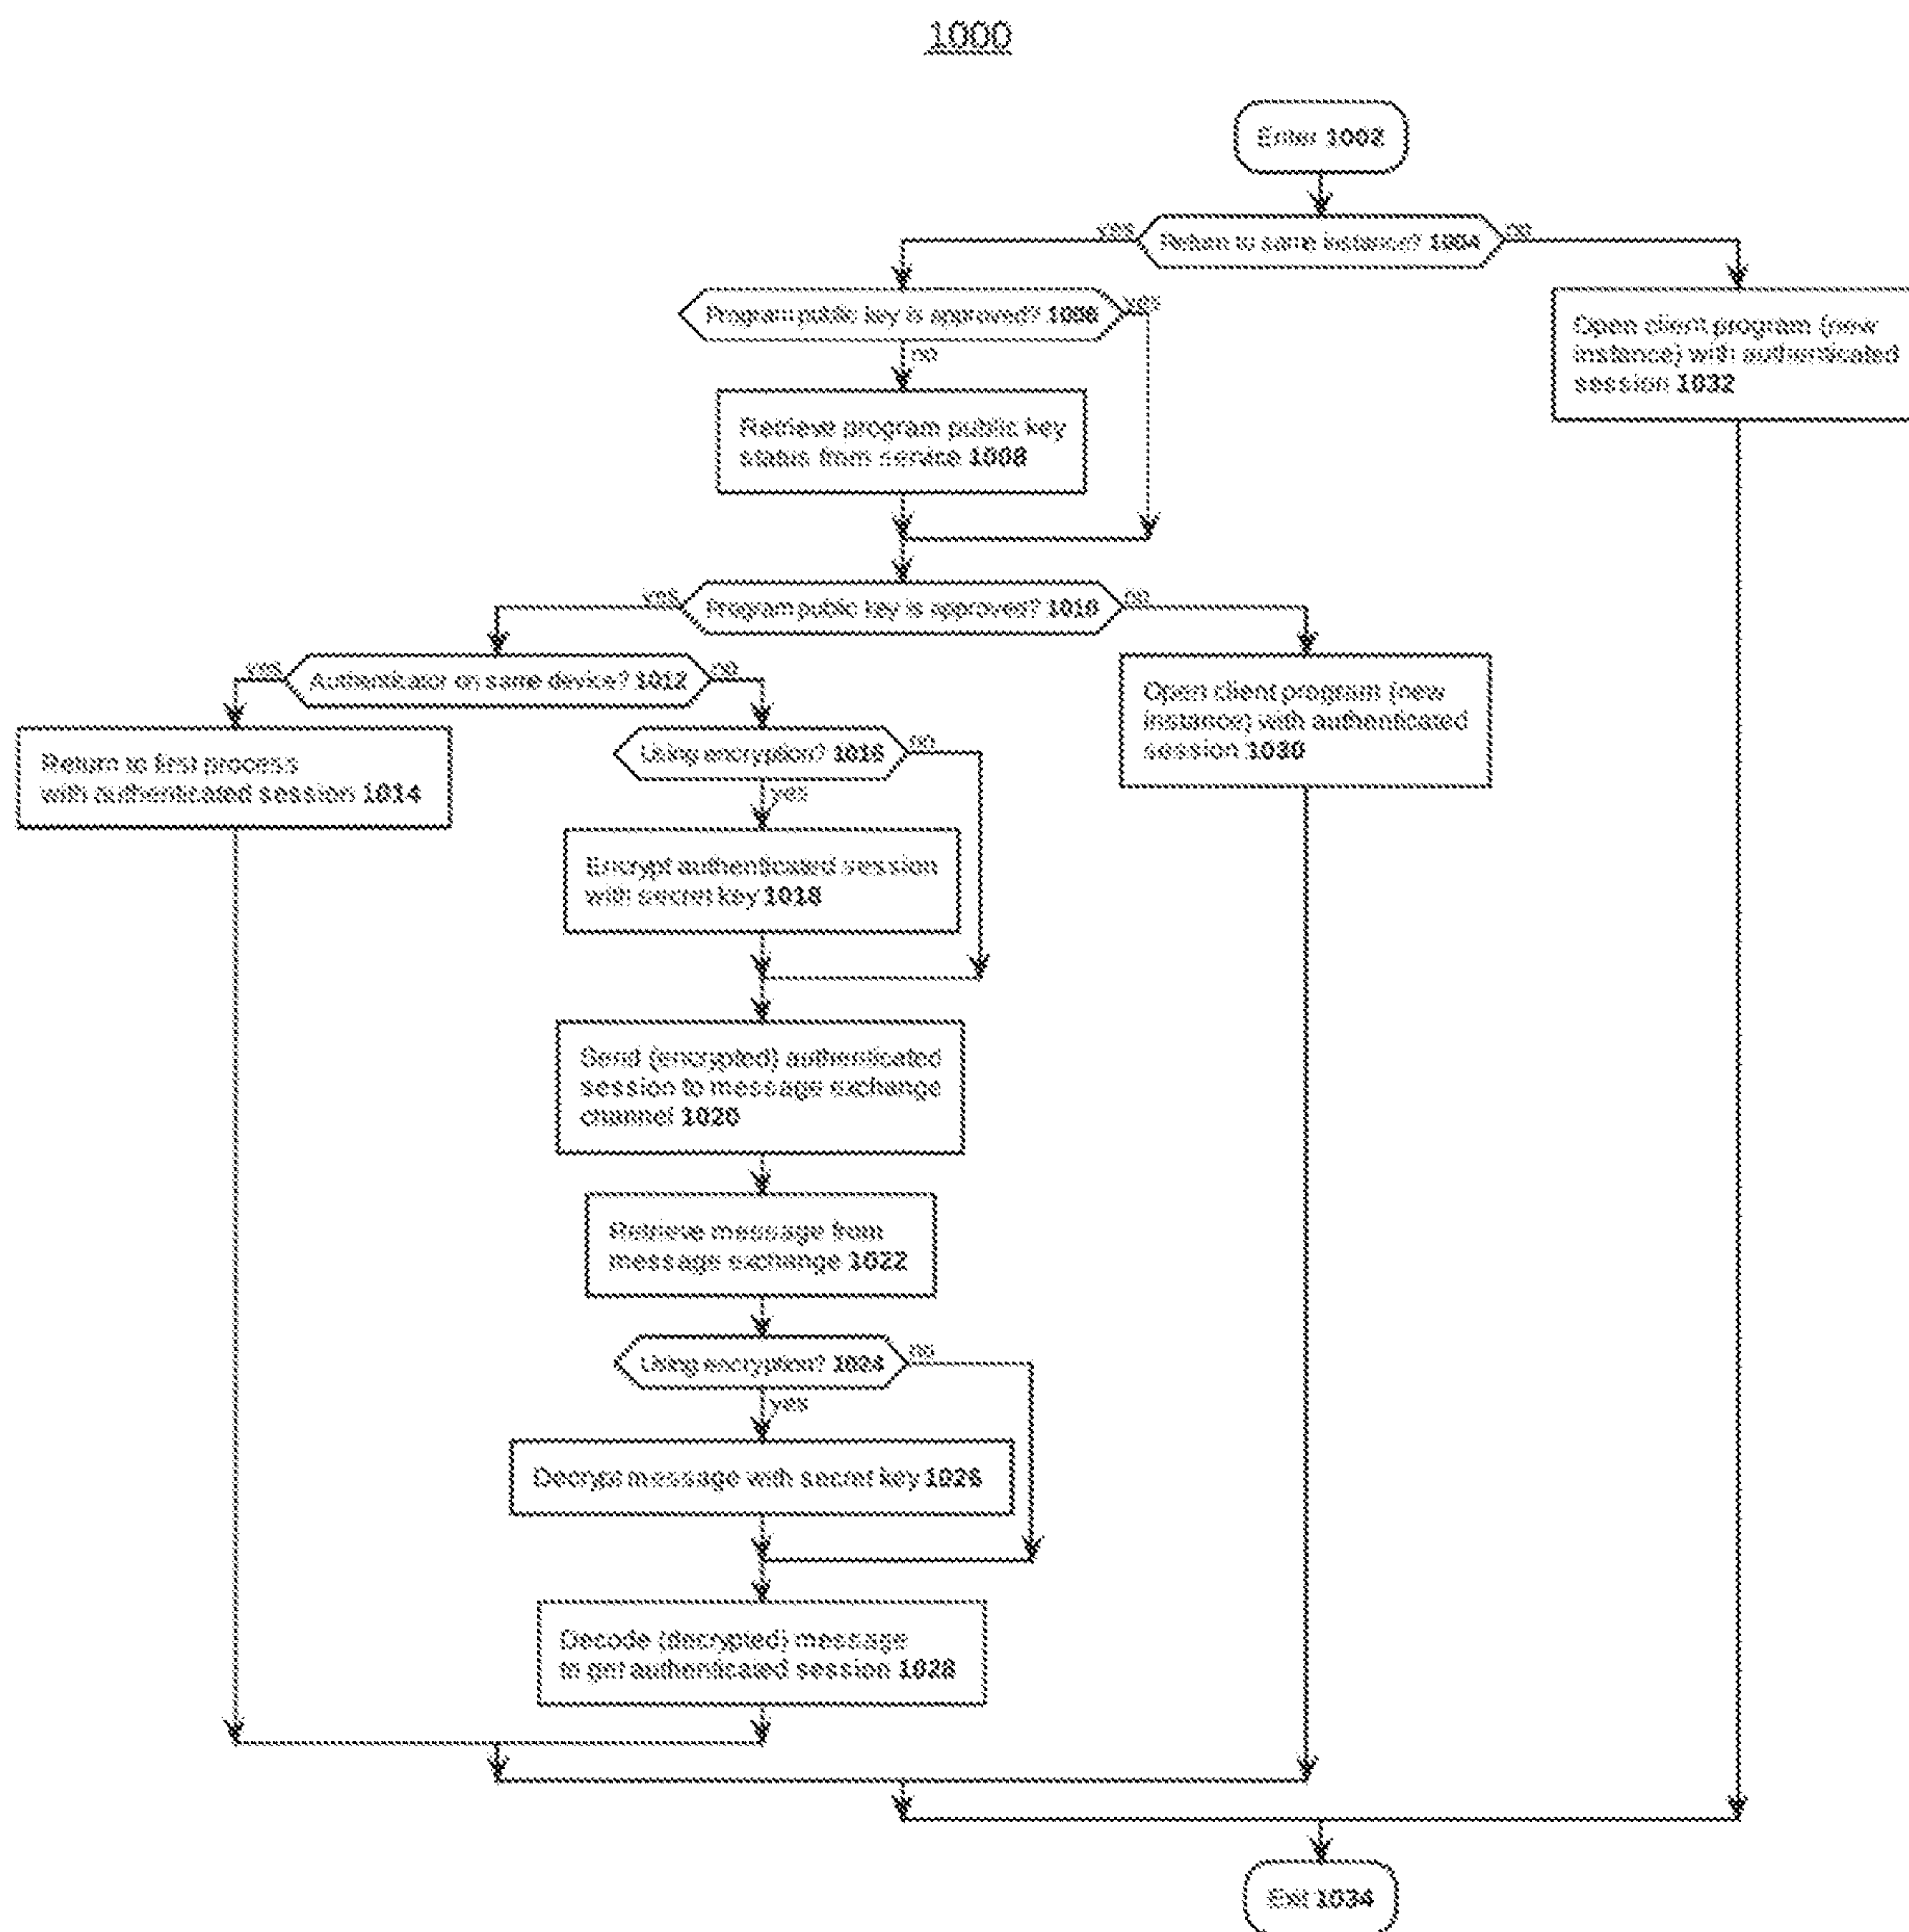 1000
Enter 1002
yes
Return to same instance? 1004
no
Program public key is approved? 1006
yes
no
Open client program (new
instance) with authenticated
session 1032
Retrieve program public key
status from service 1008
yes
Program public key is approved? 1010
no
yes
Authenticator on same device? 1012
no
Return to first process
with authenticated session 1014
Using encryption? 1016
no
yes
Open client program (new
instance) with authenticated
session 1030
Encrypt authenticated session
with secret key 1018
Send (encrypted) authenticated
session to message exchange
channel 1020
Retrieve message from
message exchange 1022
Using encryption? 1024
no
yes
Decrypt message with secret key 1026
Decode (decrypted) message
to get authenticated session 1028
Exit 1034